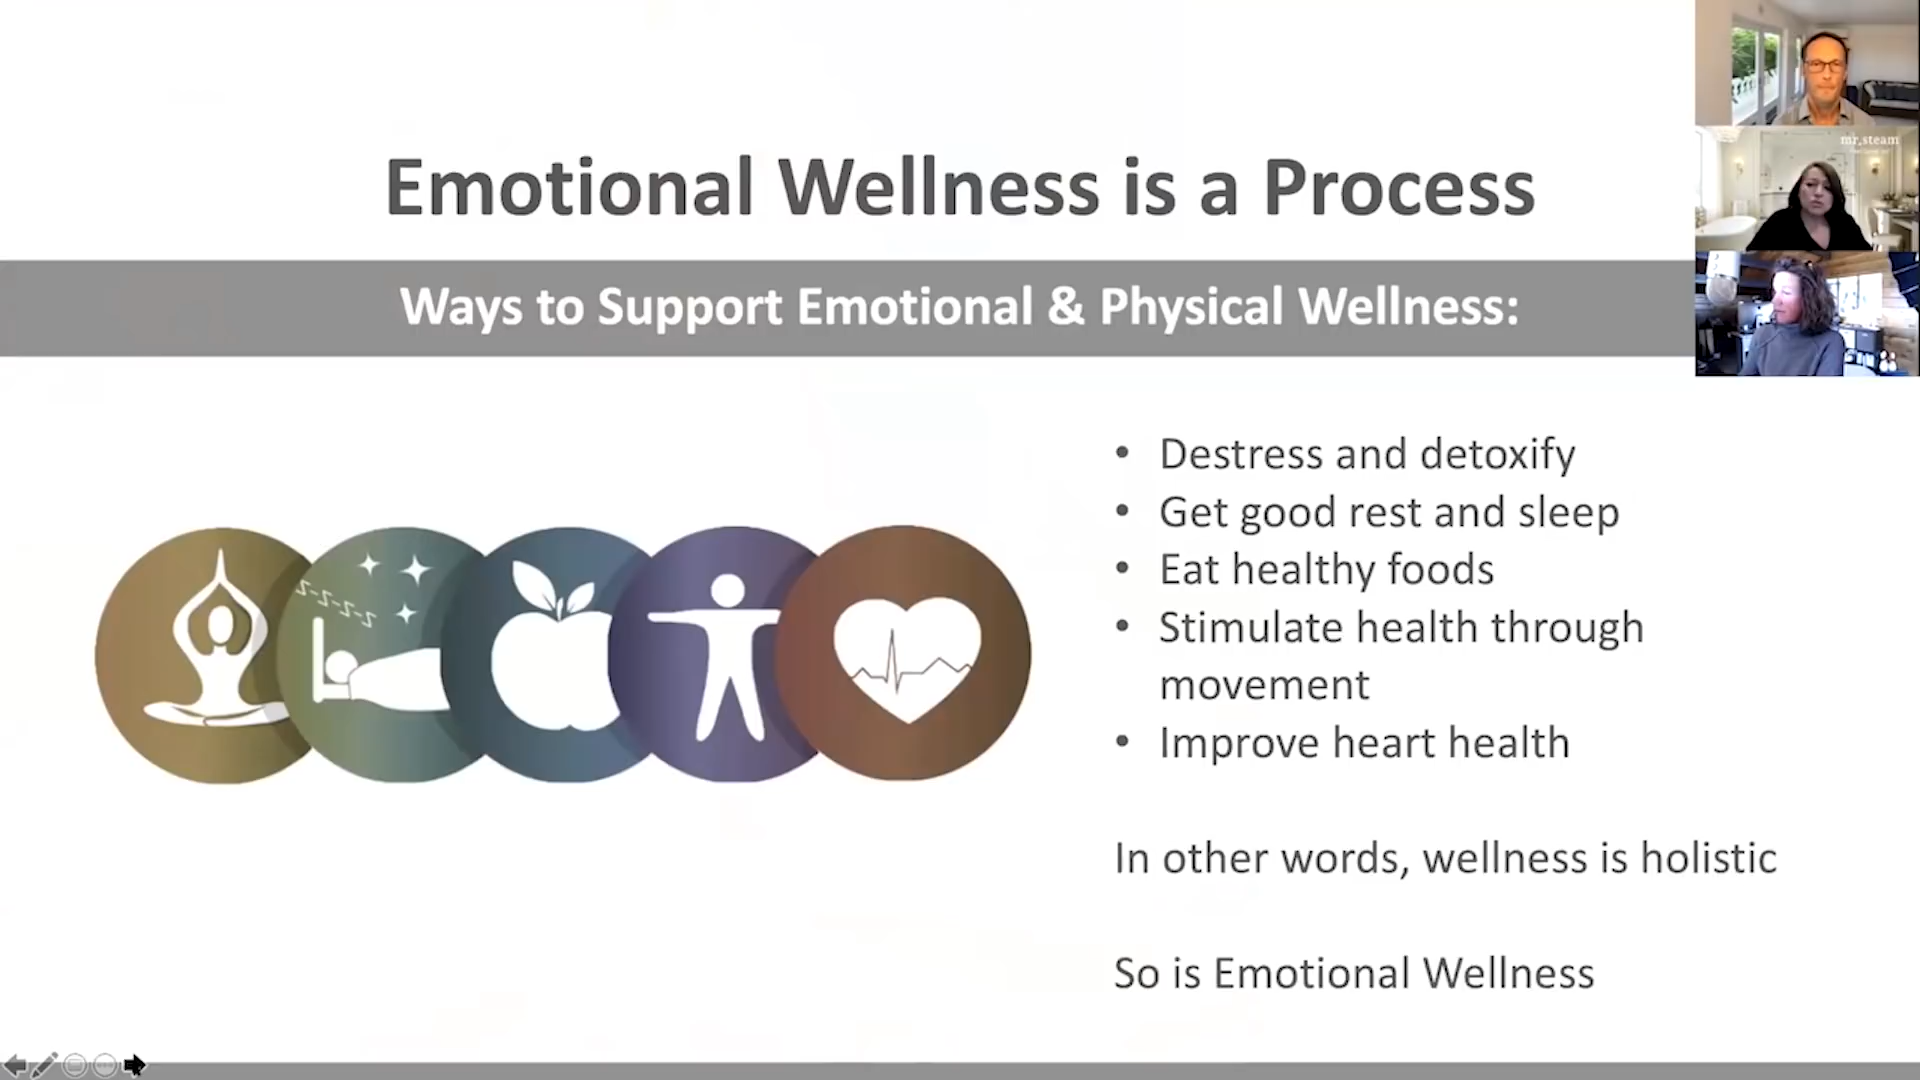 Emotional Wellness is a Process
mr.steam
Ways to Support Emotional & Physical Wellness:
• Destress and detoxify
• Get good rest and sleep
• Eat healthy foods
• Stimulate health through
movement
• Improve heart health
In other words, wellness is holistic
So is Emotional Wellness